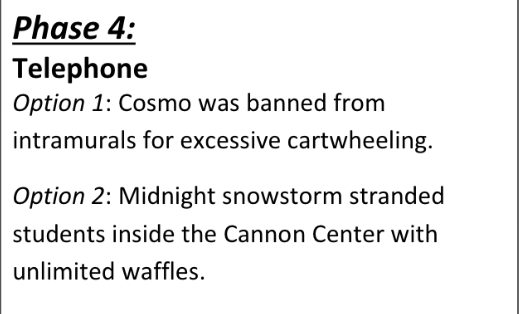 Phase 4:
Telephone
Option 1: Cosmo was banned from
intramurals for excessive cartwheeling.
Option 2: Midnight snowstorm stranded
students inside the Cannon Center with
unlimited waffles.